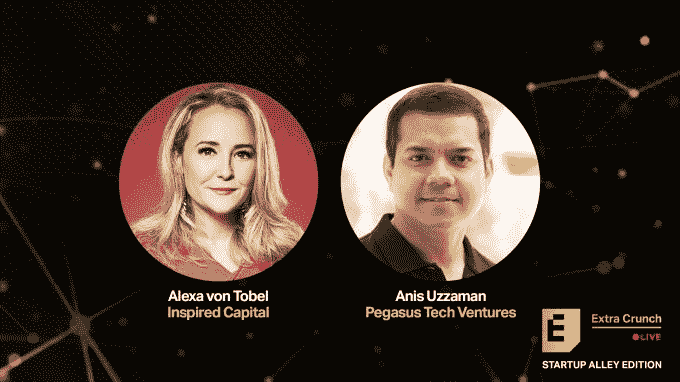 Alexa von Tobel
Inspired Capital
Anis Uzzaman
Pegasus Tech Ventures
E
Extra Crunch
LIVE
STARTUP ALLEY EDITION